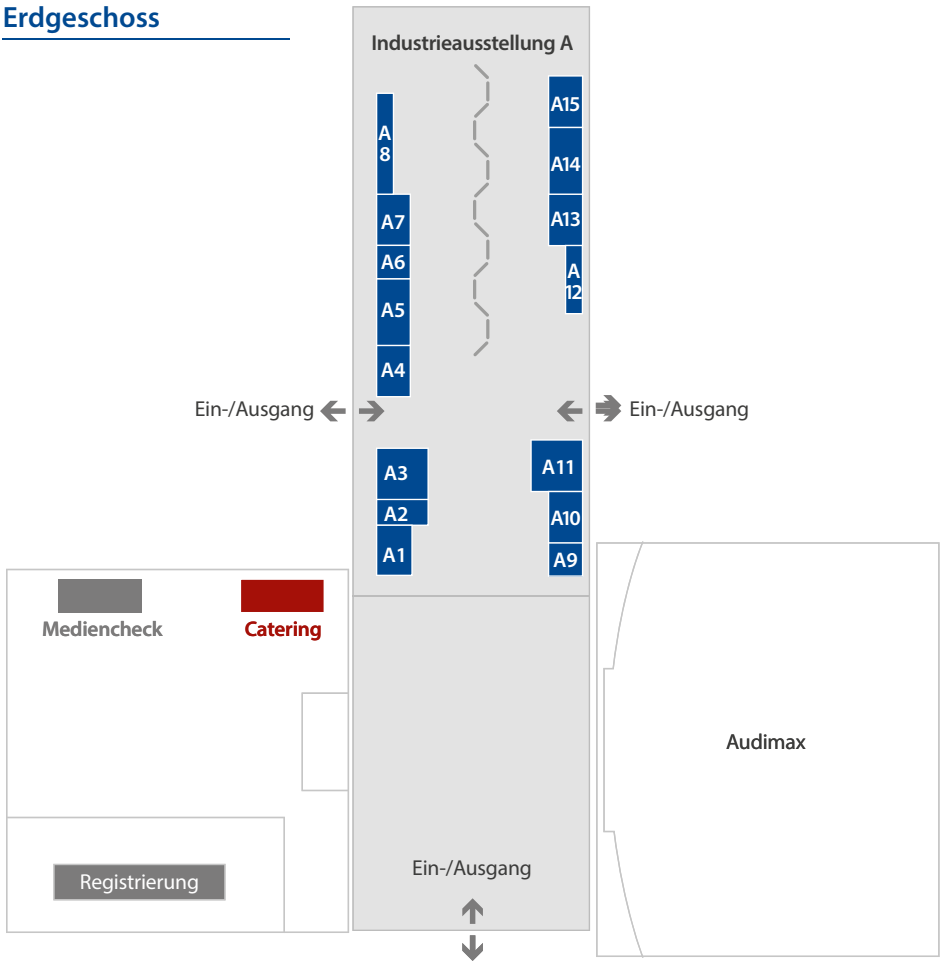 Erdgeschoss
Industrieausstellung A
A15
A
8
A14
A7
A13
A6
A
12
A5
A4
Ein-/Ausgang
Ein-/Ausgang
A3
A11
A2
A10
A1
A9
Mediencheck
Catering
Audimax
Ein-/Ausgang
Registrierung